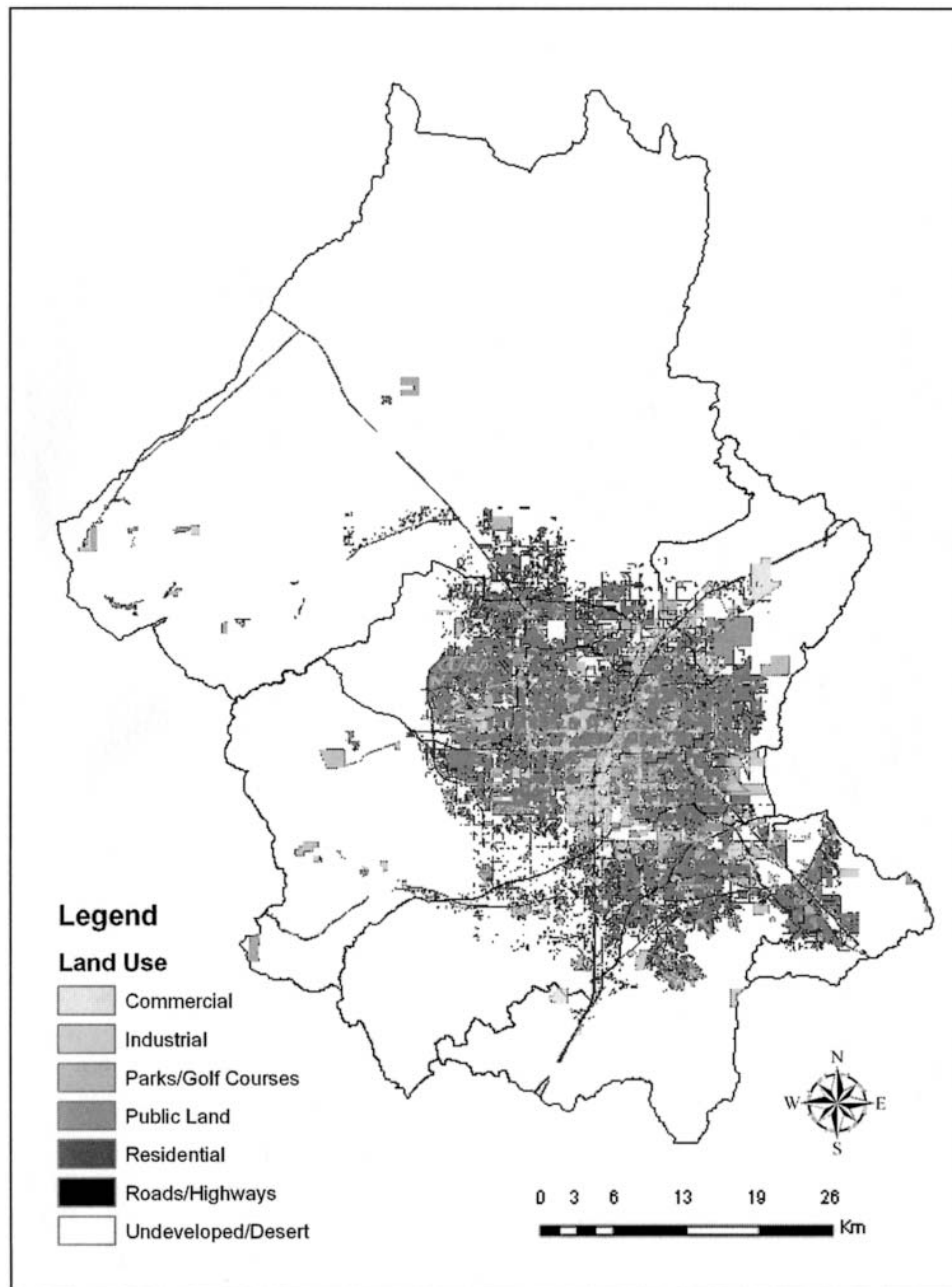 Legend
Land Use
Commercial
Industrial
Parks/Golf Courses
Public Land
Residential
Roads/Highways
Undeveloped/Desert
N
W E
S
0 3 6 13 19 26
Km